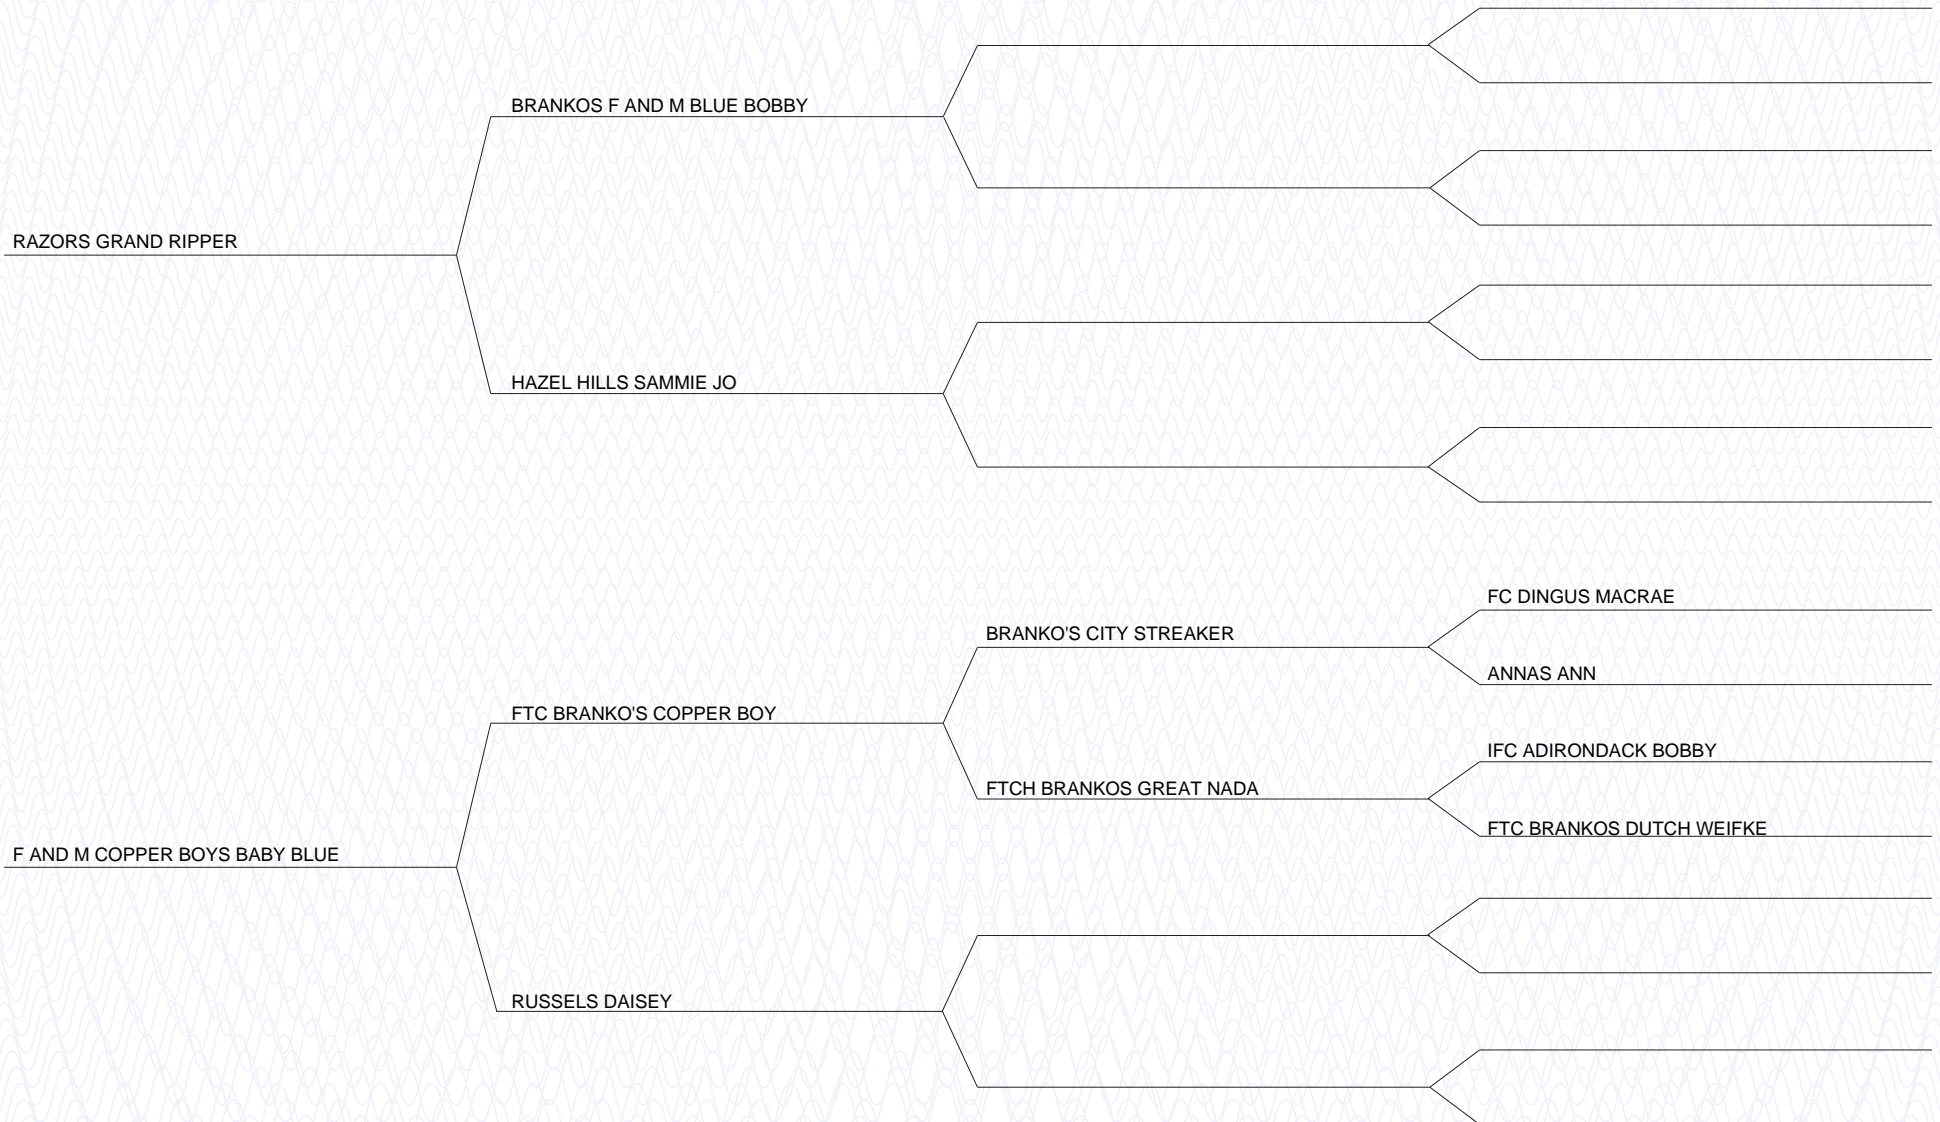 BRANKOS F AND M BLUE BOBBY
RAZORS GRAND RIPPER
HAZEL HILLS SAMMIE JO
FC DINGUS MACRAE
BRANKO'S CITY STREAKER
ANNAS ANN
FTC BRANKO'S COPPER BOY
IFC ADIRONDACK BOBBY
FTCH BRANKOS GREAT NADA
FTC BRANKOS DUTCH WEIFKE
F AND M COPPER BOYS BABY BLUE
RUSSELS DAISEY